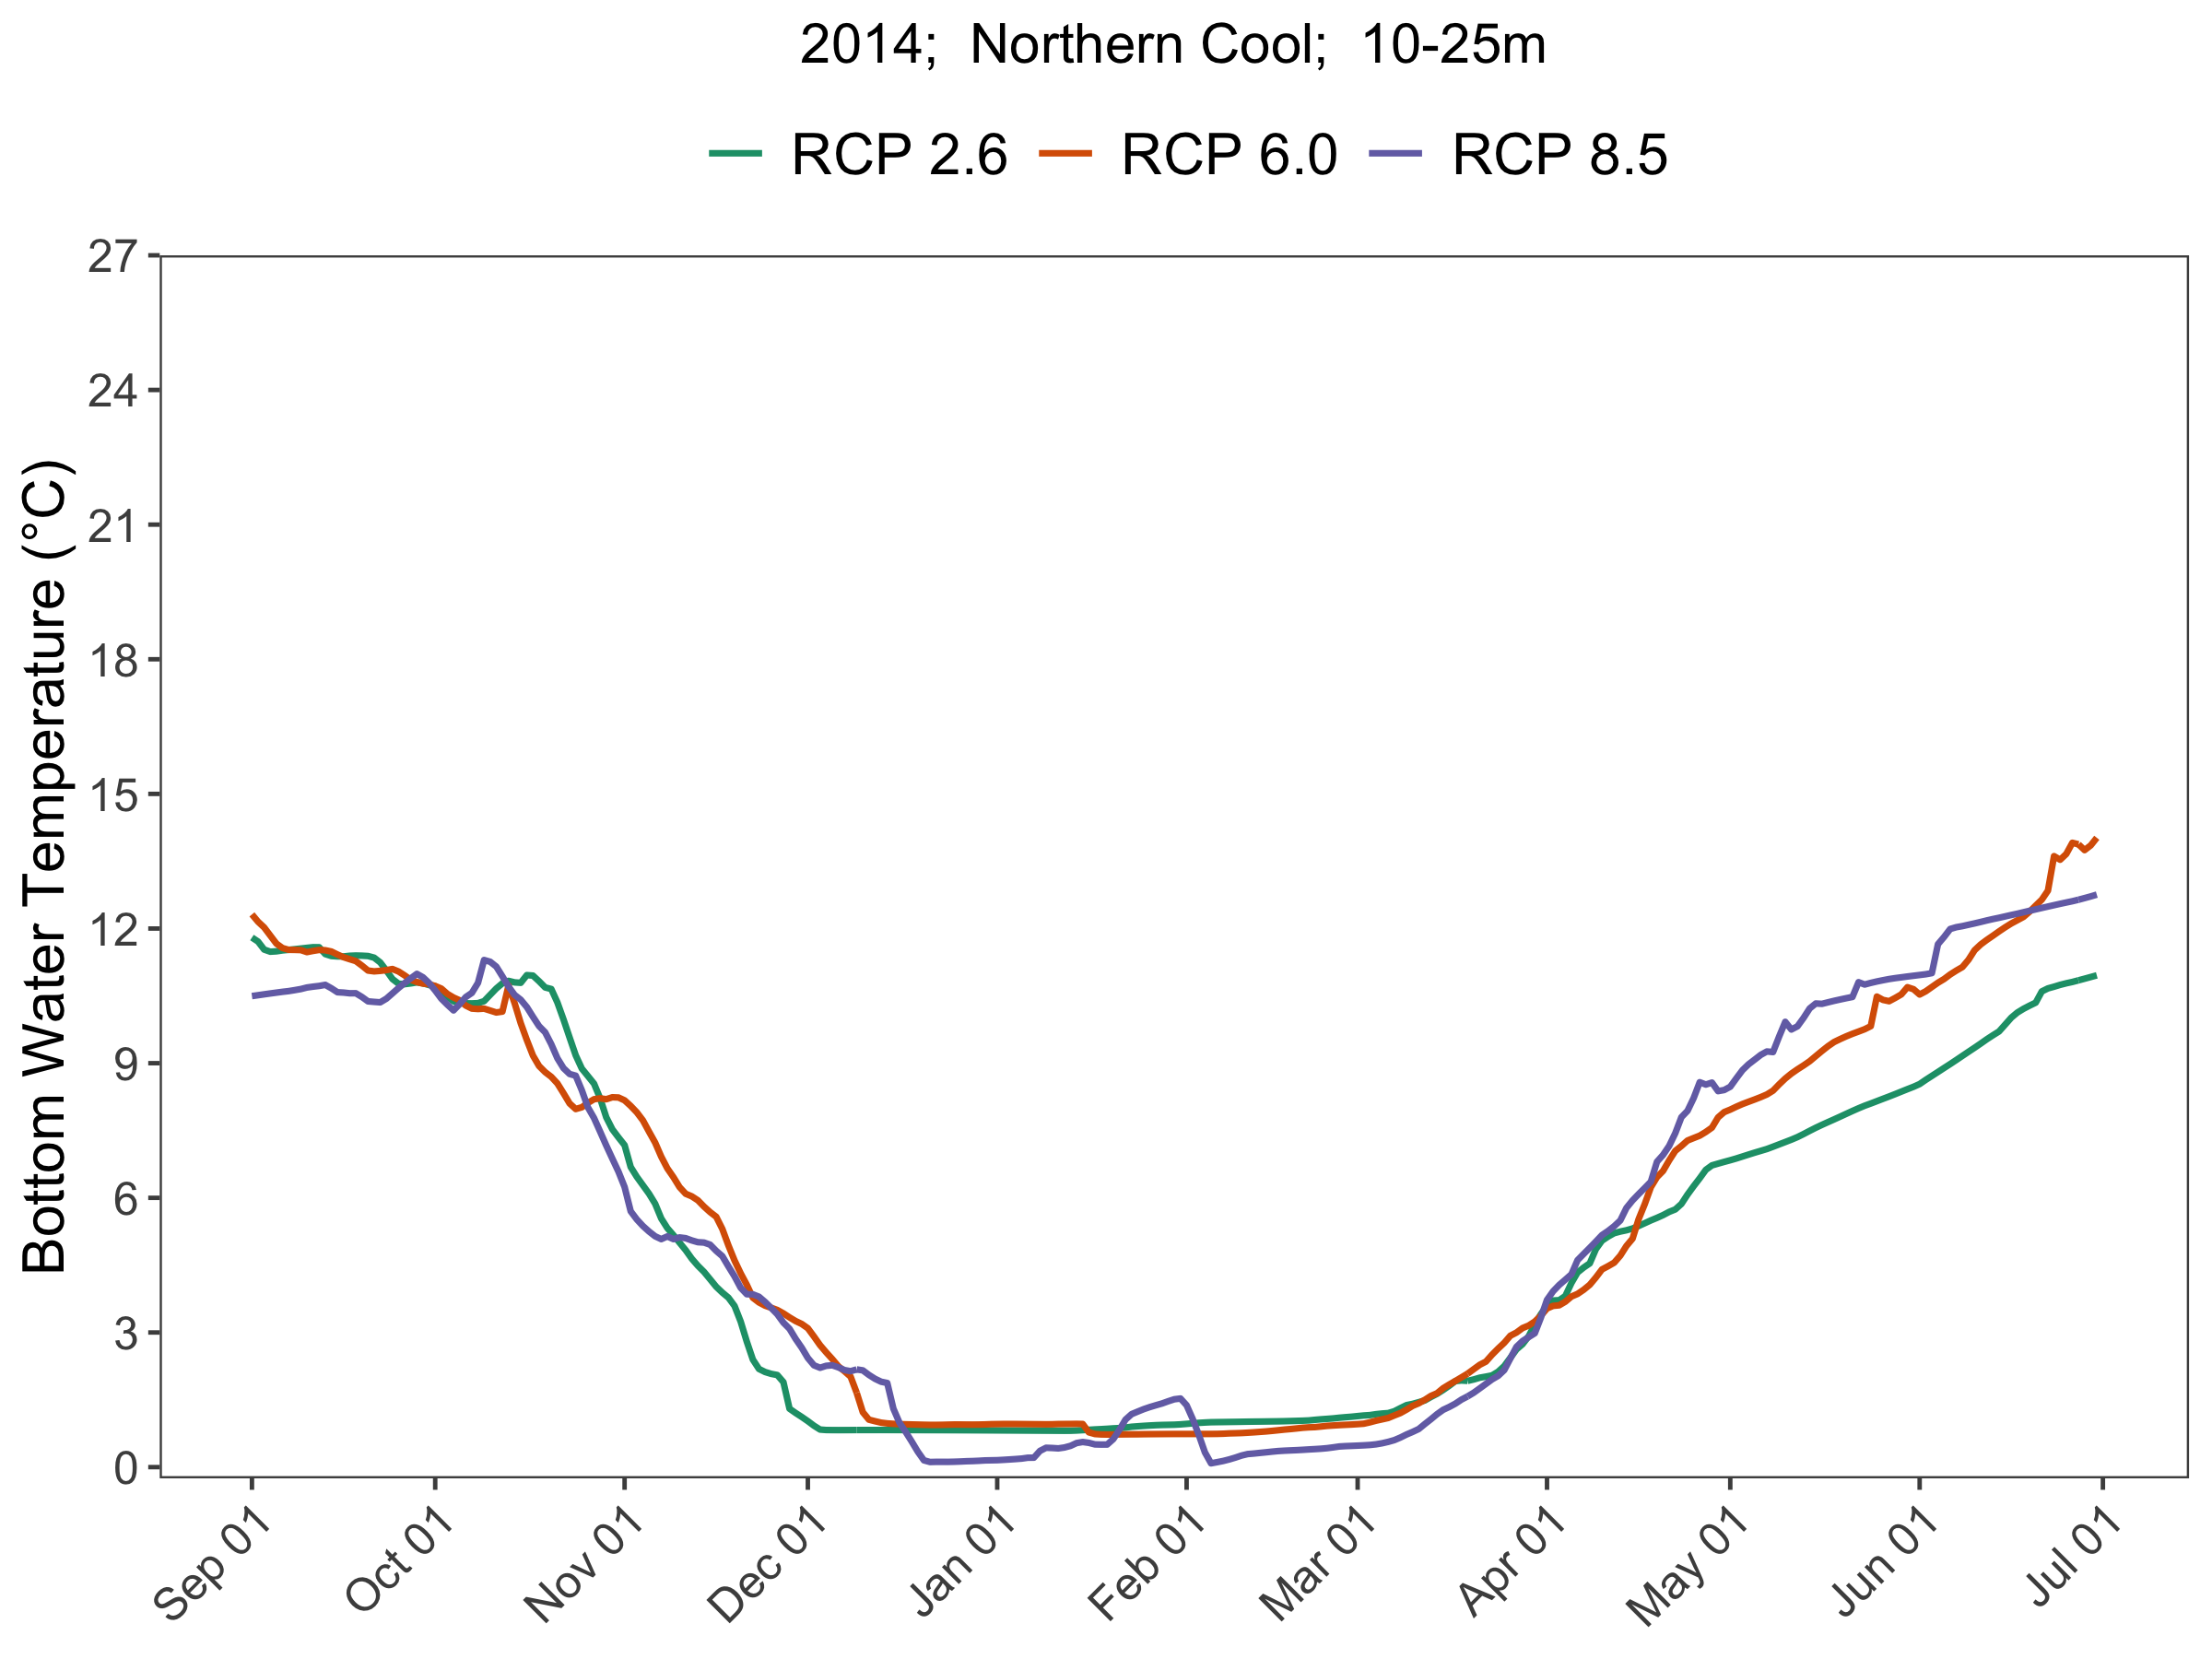 2014;  Northern Cool;  10-25m
RCP 2.6 RCP 6.0 RCP 8.5
Bottom Water Temperature (°C)
27
24
21
18
15
12
9
6
3
0
Sep 01 Oct 01 Nov 01 Dec 01 Jan 01 Feb 01 Mar 01 Apr 01 May 01 Jun 01 Jul 01